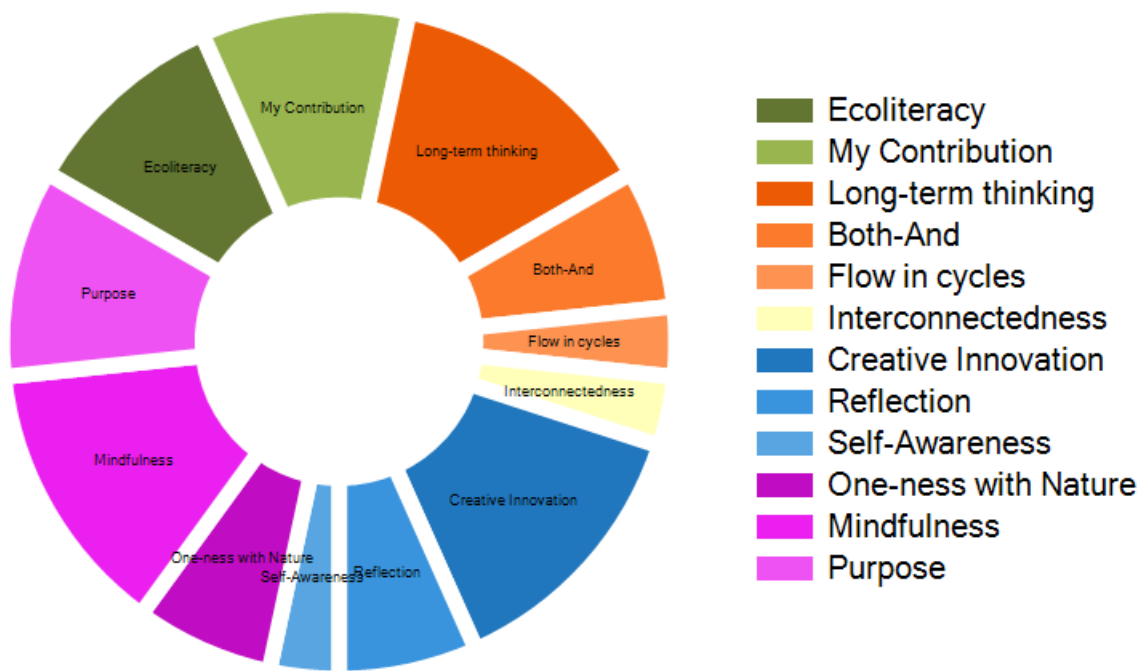 My Contribution
Long-term thinking
Ecoliteracy
Both-And
Purpose
Flow in cycles
Interconnectedness
Mindfulness
Creative Innovation
One-ness with Nature
Self-Awareness
Reflection
Ecoliteracy
My Contribution
Long-term thinking
Both-And
Flow in cycles
Interconnectedness
Creative Innovation
Reflection
Self-Awareness
One-ness with Nature
Mindfulness
Purpose